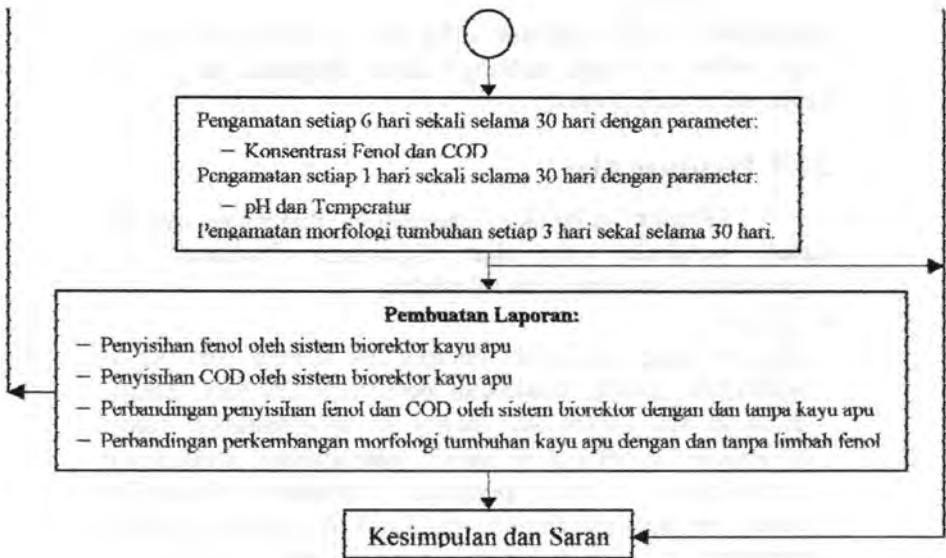 Pengamatan setiap 6 hari sekali selama 30 hari dengan parameter:
– Konsentrasi Fenol dan COD
Pengamatan setiap 1 hari sekali selama 30 hari dengan parameter:
– pH dan Temperatur
Pengamatan morfologi tumbuhan setiap 3 hari sekal selama 30 hari.
Pembuatan Laporan:
– Penyisihan fenol oleh sistem biorektor kayu apu
– Penyisihan COD oleh sistem biorektor kayu apu
– Perbandingan penyisihan fenol dan COD oleh sistem biorektor dengan dan tanpa kayu apu
– Perbandingan perkembangan morfologi tumbuhan kayu apu dengan dan tanpa limbah fenol
Kesimpulan dan Saran